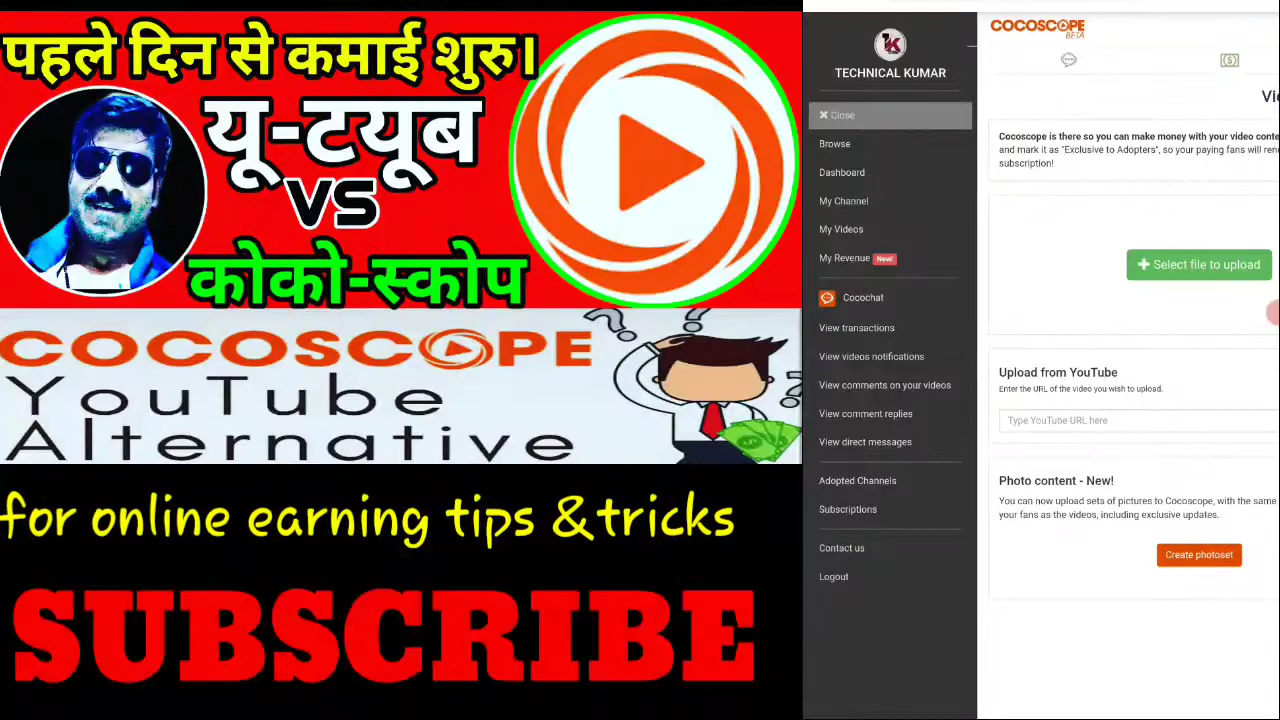 पहले दिन से कमाई शुरु।
यू-टयूब
VS
कोको-स्कोप
COCOSCOPE
YouTube
Alternative
for online earning tips &tricks
SUBSCRIBE
TECHNICAL KUMAR
Close
Browse
Dashboard
My Channel
My Videos
My Revenue New!
Cocochat
View transactions
View videos notifications
View comments on your videos
View comment replies
View direct messages
Adopted Channels
Subscriptions
Contact us
Logout
COCOSCOPE
BETA
Cocoscope is there so you can make money with your video
and mark it as "Exclusive to Adopters", so your paying fans will
subscription!
Select file to upload
Upload from YouTube
Enter the URL of the video you wish to upload.
Type YouTube URL here
Photo content - New!
You can now upload sets of pictures to Cocoscope, with the same
your fans as the videos, including exclusive updates.
Create photoset